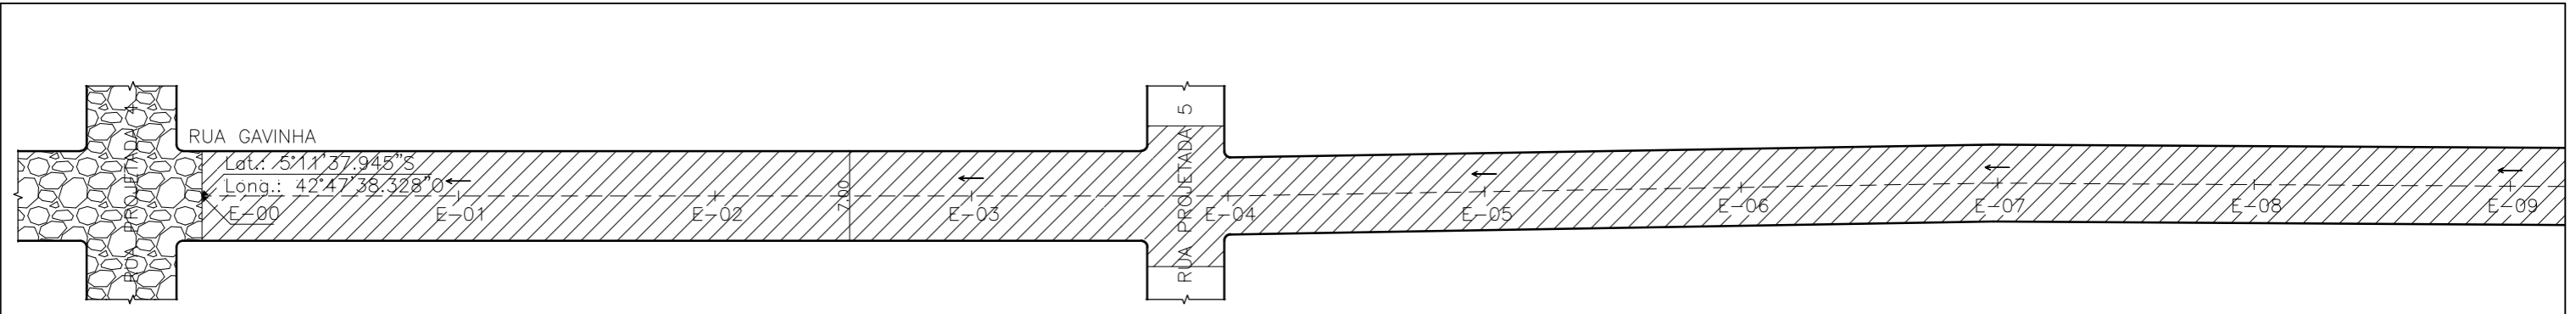 RUA PROJETADA 4
RUA GAVINHA
Lat.: 5°11'37.945"S
Long.: 42°47'38.328"O
E-00
E-01
E-02
7.00
E-03
RUA PROJETADA 5
E-04
E-05
E-06
E-07
E-08
E-09